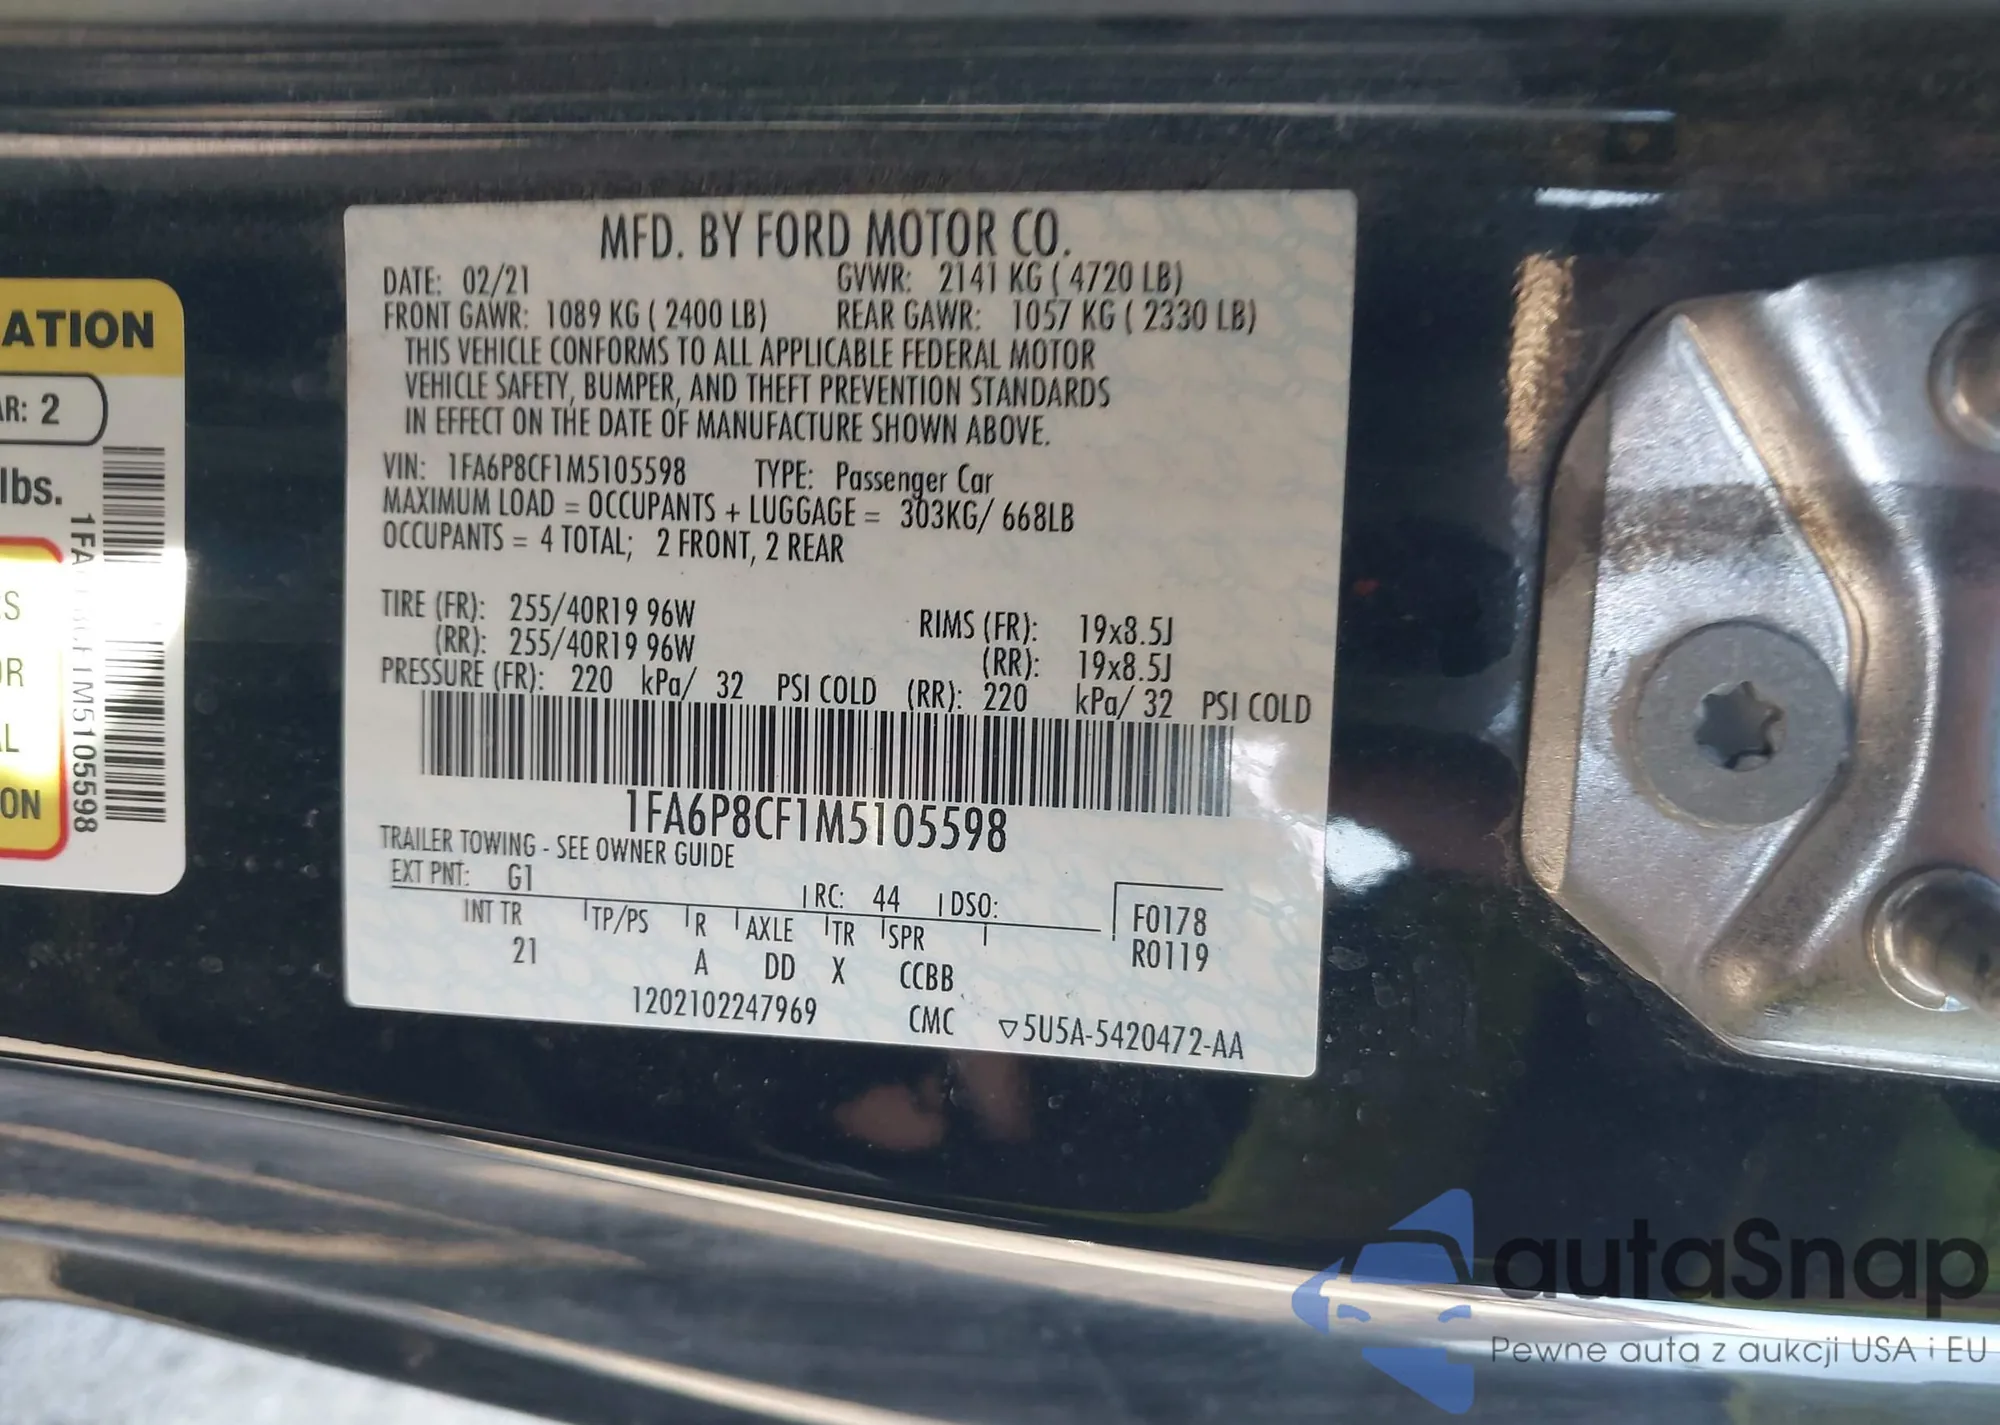 MFD. BY FORD MOTOR CO.
DATE: 02/21 GVWR: 2141 KG ( 4720 LB)
FRONT GAWR: 1089 KG ( 2400 LB) REAR GAWR: 1057 KG ( 2330 LB)
THIS VEHICLE CONFORMS TO ALL APPLICABLE FEDERAL MOTOR
VEHICLE SAFETY, BUMPER, AND THEFT PREVENTION STANDARDS
IN EFFECT ON THE DATE OF MANUFACTURE SHOWN ABOVE.
VIN: 1FA6P8CF1M5105598 TYPE: Passenger Car
MAXIMUM LOAD = OCCUPANTS + LUGGAGE = 303KG/ 668LB
OCCUPANTS = 4 TOTAL; 2 FRONT, 2 REAR
TIRE (FR): 255/40R19 96W RIMS (FR): 19x8.5J
(RR): 255/40R19 96W (RR): 19x8.5J
PRESSURE (FR): 220 kPa/ 32 PSI COLD (RR): 220 kPa/ 32 PSI COLD
1FA6P8CF1M5105598
TRAILER TOWING - SEE OWNER GUIDE
EXT PNT: G1 RC: 44 DSO: F0178
INT TR TP/PS R AXLE TR SPR R0119
21 A DD X CCBB
1202102247969 CMC ▽5U5A-5420472-AA
ATION
AR: 2
lbs.
S
OR
AL
ON
autaSnap
Pewne auta z aukcji USA i EU